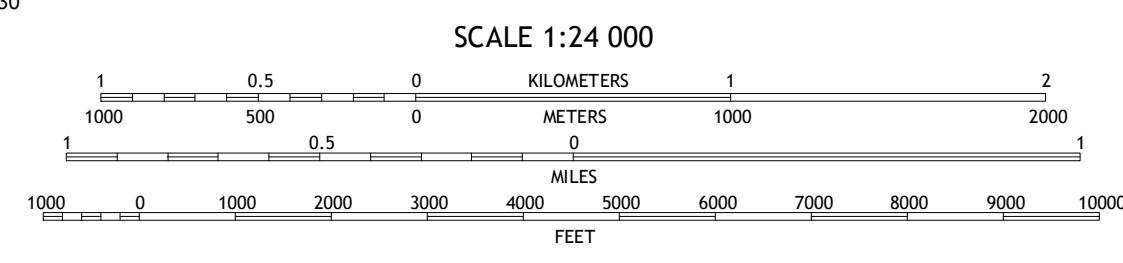 30
SCALE 1:24 000
1 0.5 0 KILOMETERS 1 2
1000 500 0 METERS 1000 2000
1 0.5 0 1
MILES
1000 0 1000 2000 3000 4000 5000 6000 7000 8000 9000 10000
FEET